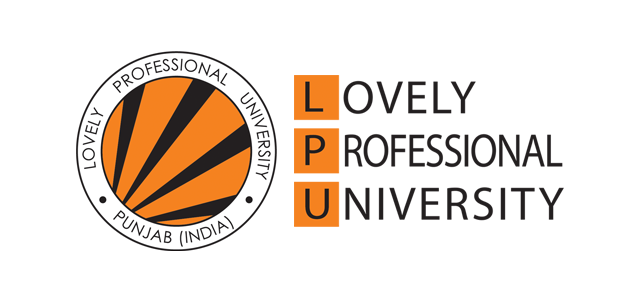 LOVELY PROFESSIONAL UNIVERSITY
• PUNJAB (INDIA) •
LOVELY
PROFESSIONAL
UNIVERSITY